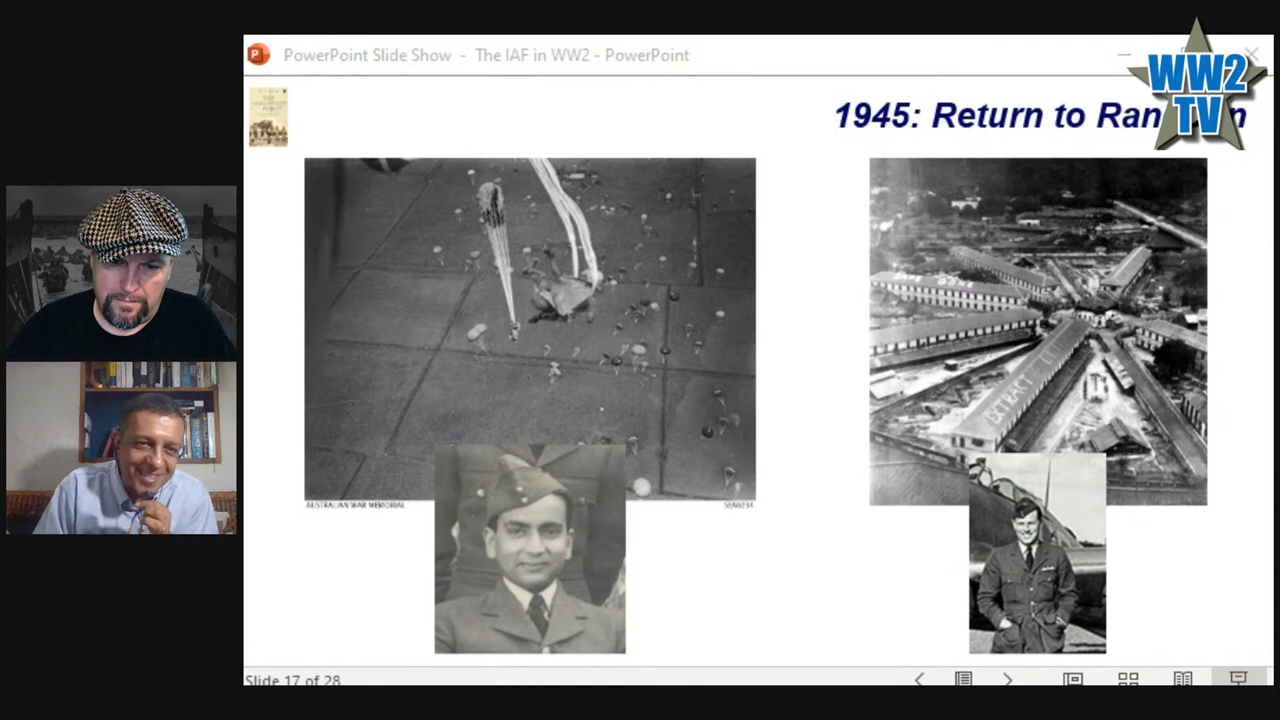 PowerPoint Slide Show - The IAF in WW2 - PowerPoint
WW2
TV
1945: Return to Ran n
AUSTRALIAN WAR MEMORIAL
SEA0234
EXTRACT
Slide 17 of 28